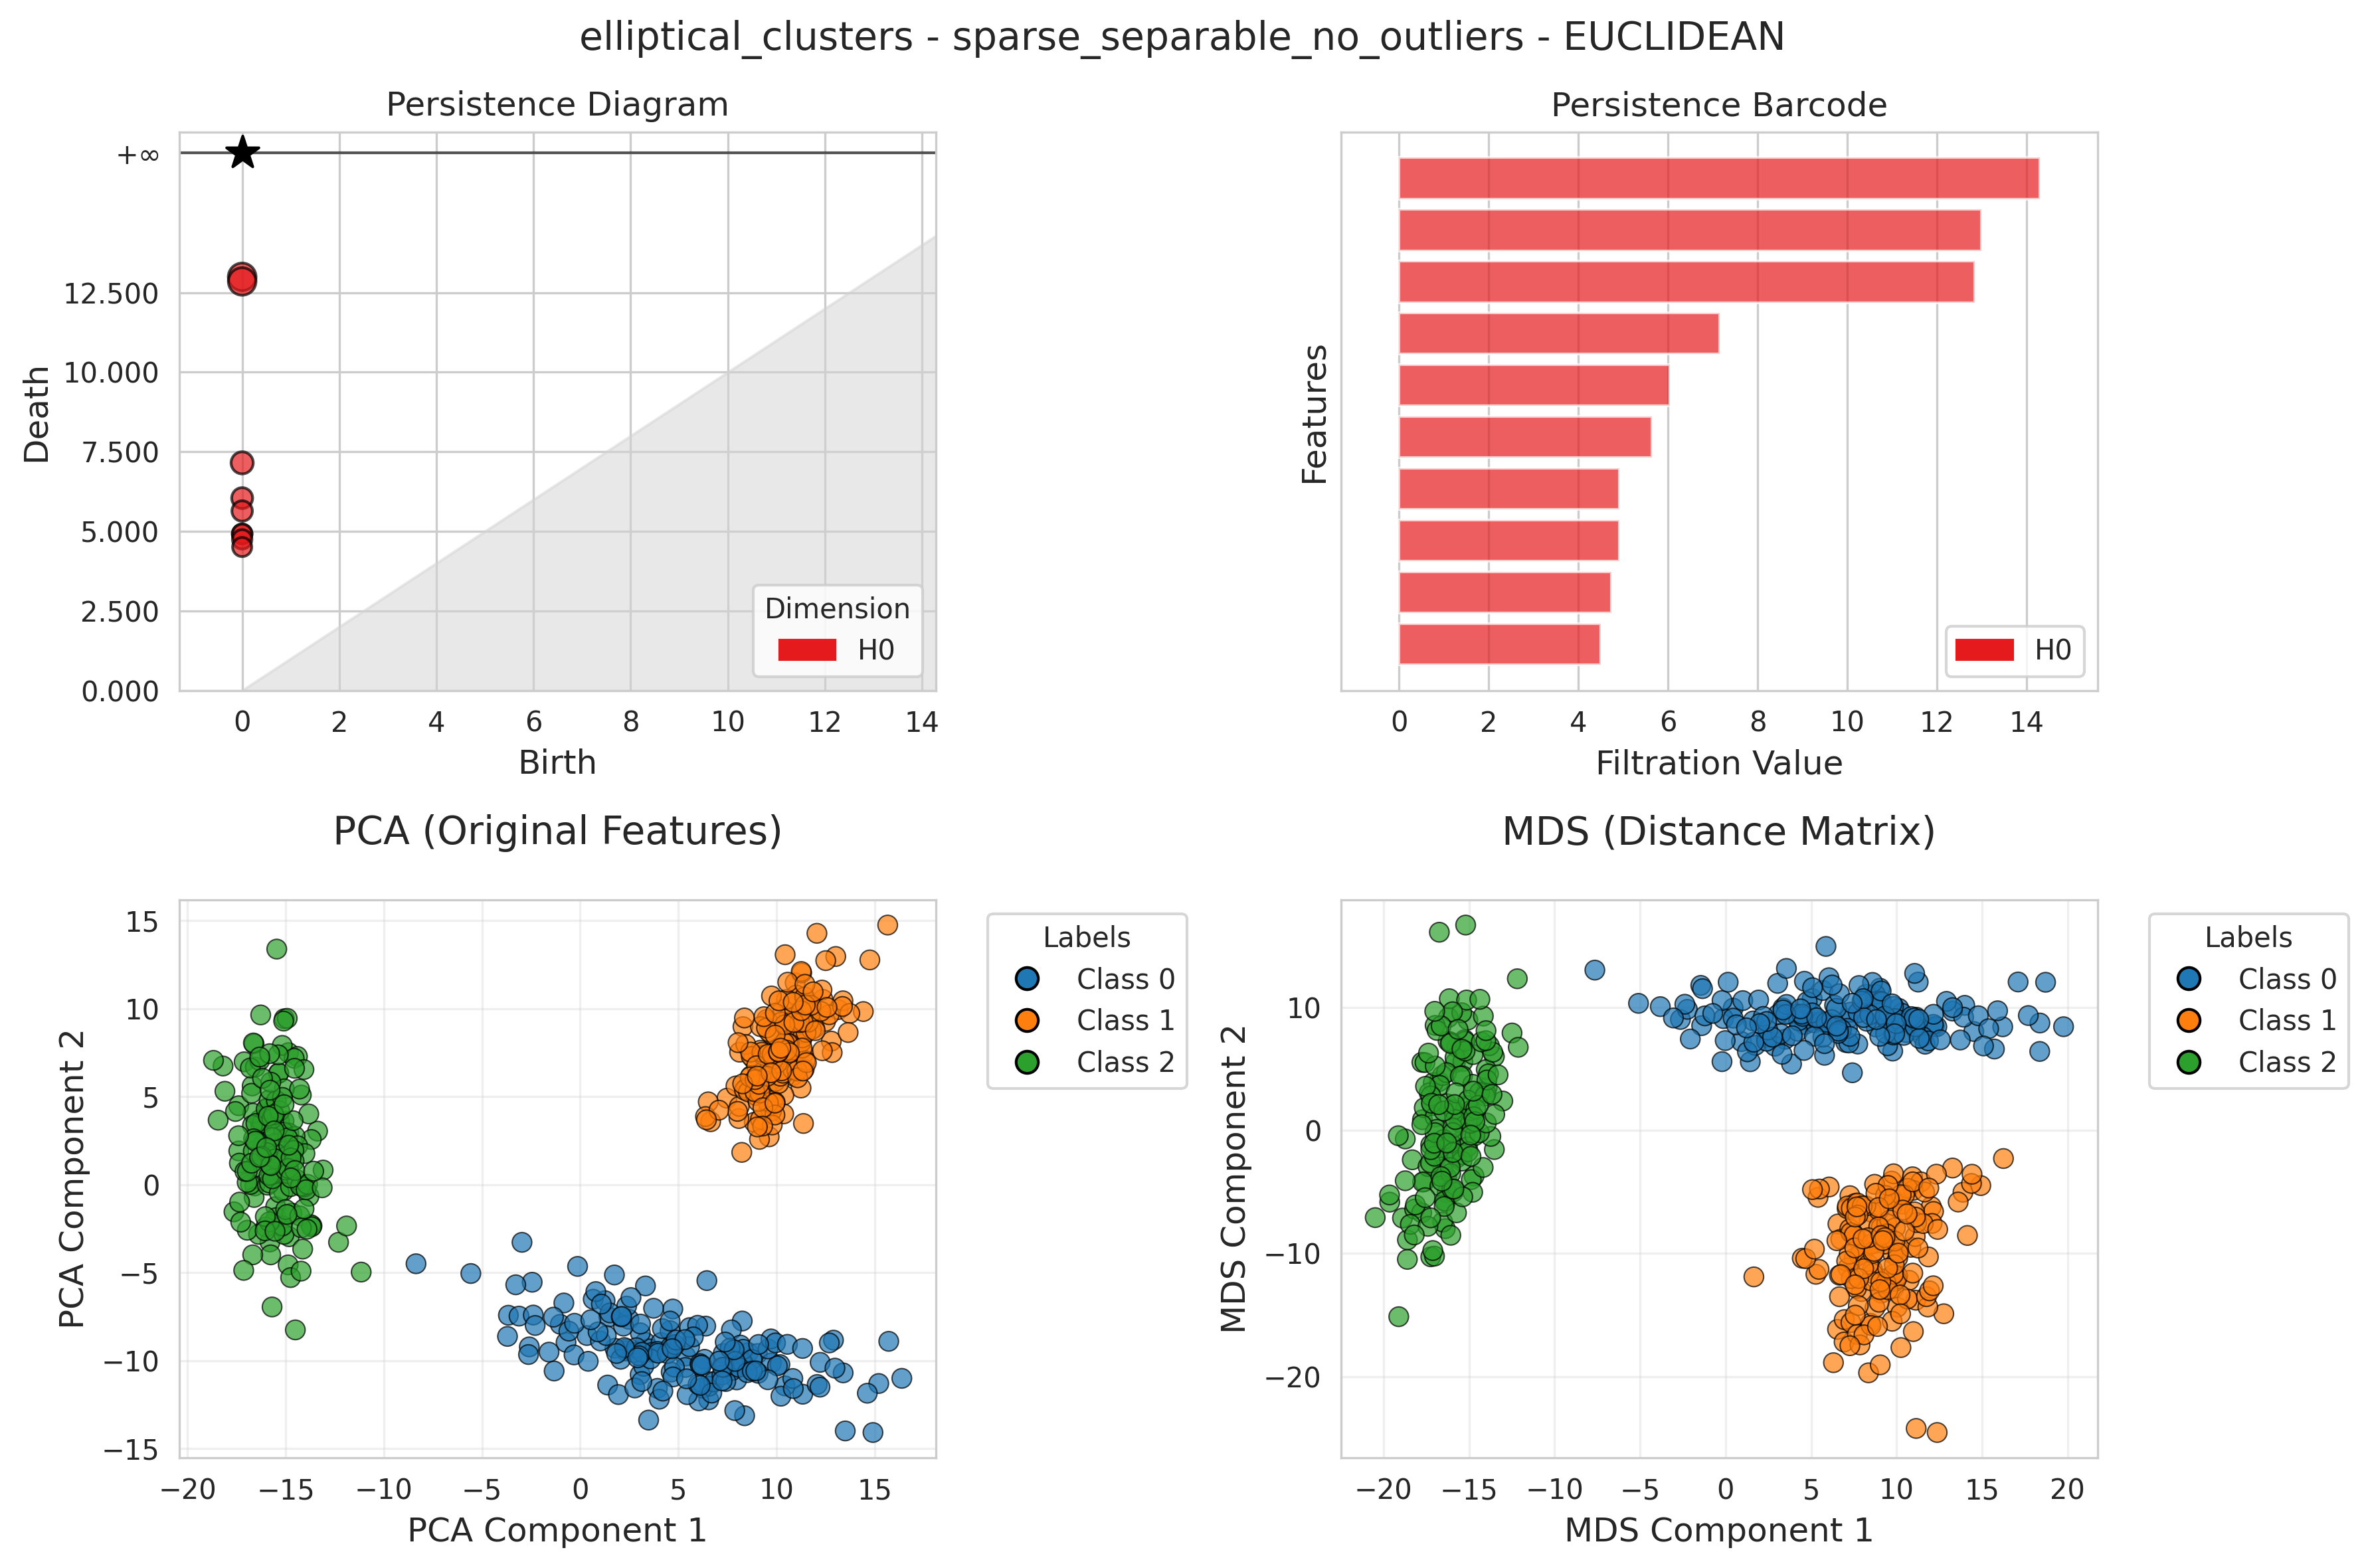 elliptical_clusters - sparse_separable_no_outliers - EUCLIDEAN
Persistence Diagram
+∞
12.500
10.000
7.500
5.000
2.500
0.000
Death
0 2 4 6 8 10 12 14
Birth
Dimension
H0
Persistence Barcode
Features
0 2 4 6 8 10 12 14
Filtration Value
H0
PCA (Original Features)
15
10
5
0
−5
−10
−15
PCA Component 2
−20 −15 −10 −5 0 5 10 15
PCA Component 1
Labels
Class 0
Class 1
Class 2
MDS (Distance Matrix)
10
0
−10
−20
MDS Component 2
−20 −15 −10 −5 0 5 10 15 20
MDS Component 1
Labels
Class 0
Class 1
Class 2